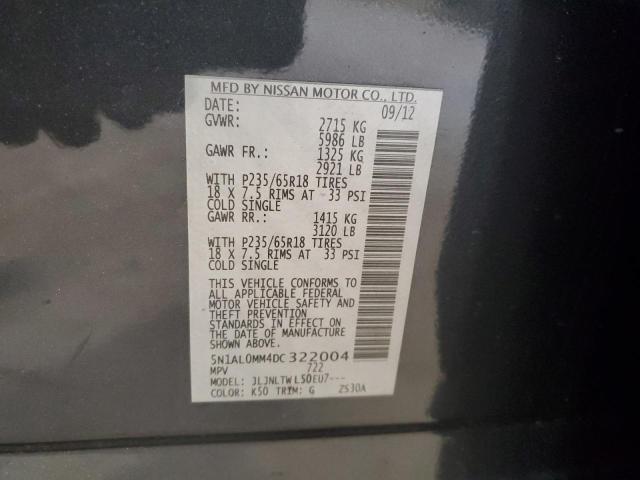 MFD BY NISSAN MOTOR CO., LTD.
DATE: 09/12
GVWR: 2715 KG
5986 LB
GAWR FR.: 1325 KG
2921 LB
WITH P235/65R18 TIRES
18 X 7.5 RIMS AT 33 PSI
COLD SINGLE
GAWR RR.: 1415 KG
3120 LB
WITH P235/65R18 TIRES
18 X 7.5 RIMS AT 33 PSI
COLD SINGLE
THIS VEHICLE CONFORMS TO
ALL APPLICABLE FEDERAL
MOTOR VEHICLE SAFETY AND
THEFT PREVENTION
STANDARDS IN EFFECT ON
THE DATE OF MANUFACTURE
SHOWN ABOVE.
5N1AL0MM4DC322004
MPV 722
MODEL: JLJNLTWL50EU7---
COLOR: K50 TRIM: G ZS30A